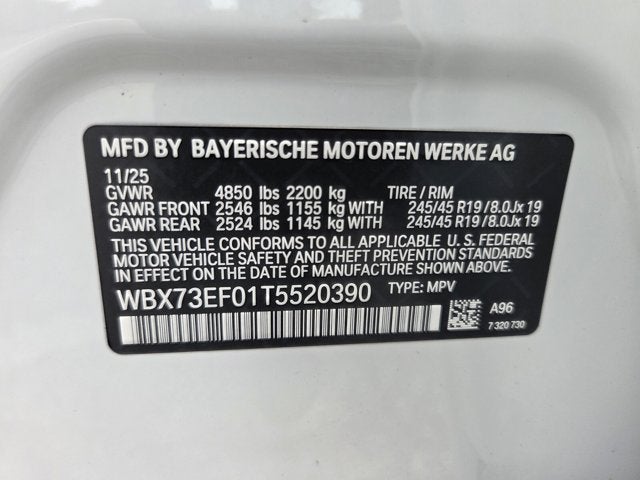 MFD BY BAYERISCHE MOTOREN WERKE AG
11/25
GVWR 4850 lbs 2200 kg TIRE / RIM
GAWR FRONT 2546 lbs 1155 kg WITH 245/45 R19 / 8.0Jx 19
GAWR REAR 2524 lbs 1145 kg WITH 245/45 R19 / 8.0Jx 19
THIS VEHICLE CONFORMS TO ALL APPLICABLE U. S. FEDERAL
MOTOR VEHICLE SAFETY AND THEFT PREVENTION STANDARDS
IN EFFECT ON THE DATE OF MANUFACTURE SHOWN ABOVE.
WBX73EF01T5520390 TYPE: MPV
A96
7 320 730